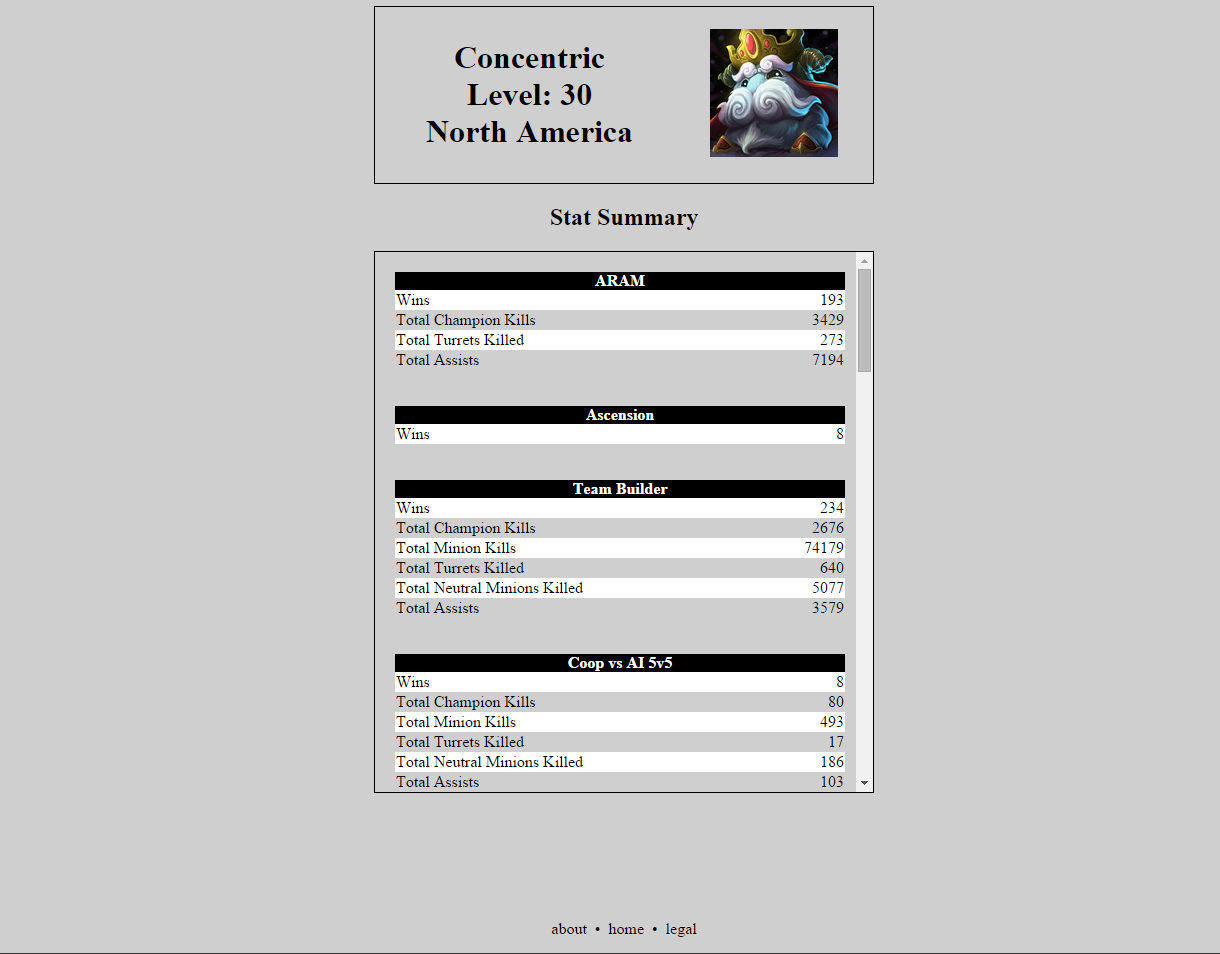 Concentric
Level: 30
North America
Stat Summary
ARAM
Wins 193
Total Champion Kills 3429
Total Turrets Killed 273
Total Assists 7194
Ascension
Wins 8
Team Builder
Wins 234
Total Champion Kills 2676
Total Minion Kills 74179
Total Turrets Killed 640
Total Neutral Minions Killed 5077
Total Assists 3579
Coop vs AI 5v5
Wins 8
Total Champion Kills 80
Total Minion Kills 493
Total Turrets Killed 17
Total Neutral Minions Killed 186
Total Assists 103
about • home • legal